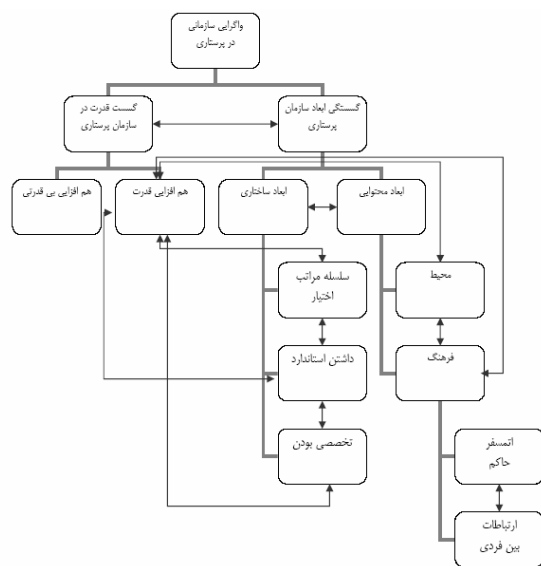 واگرایی سازمانی
در پرستاری
گسستگی ابعاد سازمان
پرستاری
گسست قدرت در
سازمان پرستاری
ابعاد محتوایی
ابعاد ساختاری
هم افزایی قدرت
هم افزایی بی قدرتی
محیط
سلسله مراتب
اختیار
فرهنگ
داشتن استاندارد
تخصصی بودن
اتمسفر
حاکم
ارتباطات
بین فردی